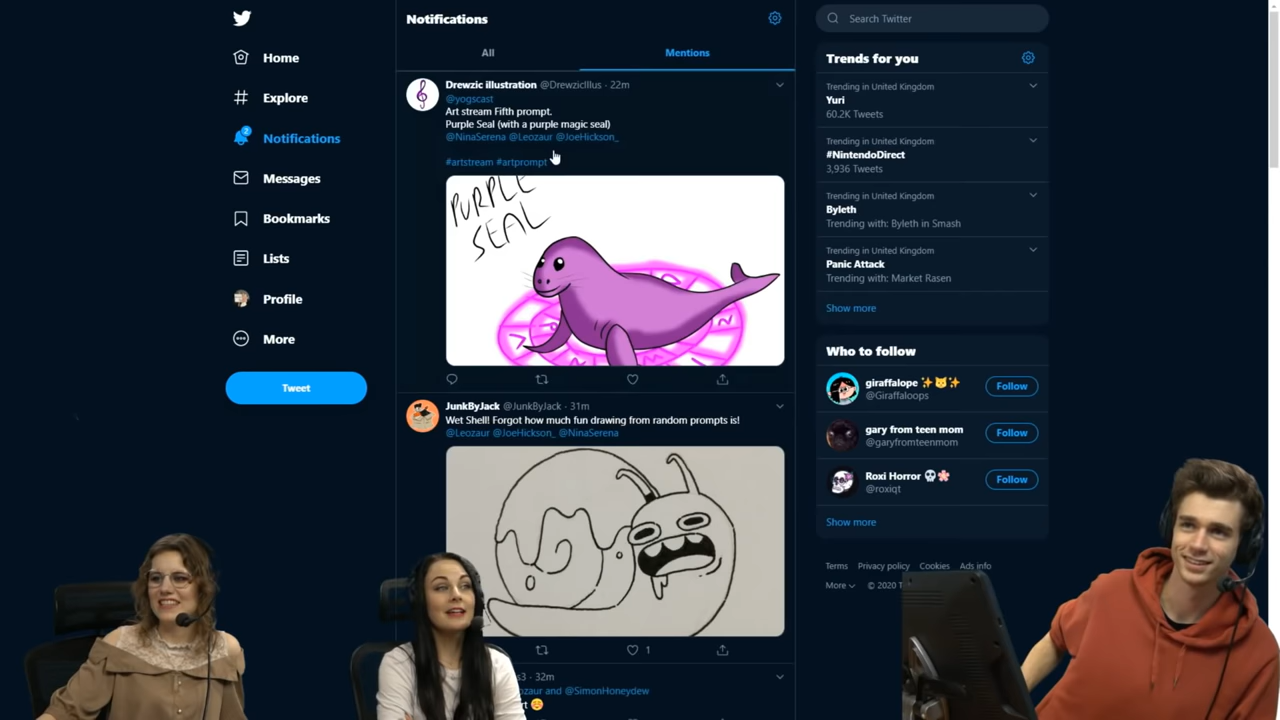 Home
Explore
2
Notifications
Messages
Bookmarks
Lists
Profile
More
Tweet
Notifications
All
Mentions
Drewzic illustration @DrewzicIllus · 22m
@yogscast
Art stream Fifth prompt.
Purple Seal (with a purple magic seal)
@NinaSerena @Leozaur @JoeHickson_
#artstream #artprompt
PURPLE
SEAL
JunkByJack @JunkByJack · 31m
Wet Shell! Forgot how much fun drawing from random prompts is!
@Leozaur @JoeHickson_ @NinaSerena
1
s3 · 32m
ozaur and @SimonHoneydew
Search Twitter
Trends for you
Trending in United Kingdom
Yuri
60.2K Tweets
Trending in United Kingdom
#NintendoDirect
3,936 Tweets
Trending in United Kingdom
Byleth
Trending with: Byleth in Smash
Trending in United Kingdom
Panic Attack
Trending with: Market Rasen
Show more
Who to follow
giraffalope ✨😺✨
@Giraffaloops
Follow
gary from teen mom
@garyfromteenmom
Follow
Roxi Horror 💀🌸
@roxiqt
Follow
Show more
Terms Privacy policy Cookies Ads info
More © 2020 T